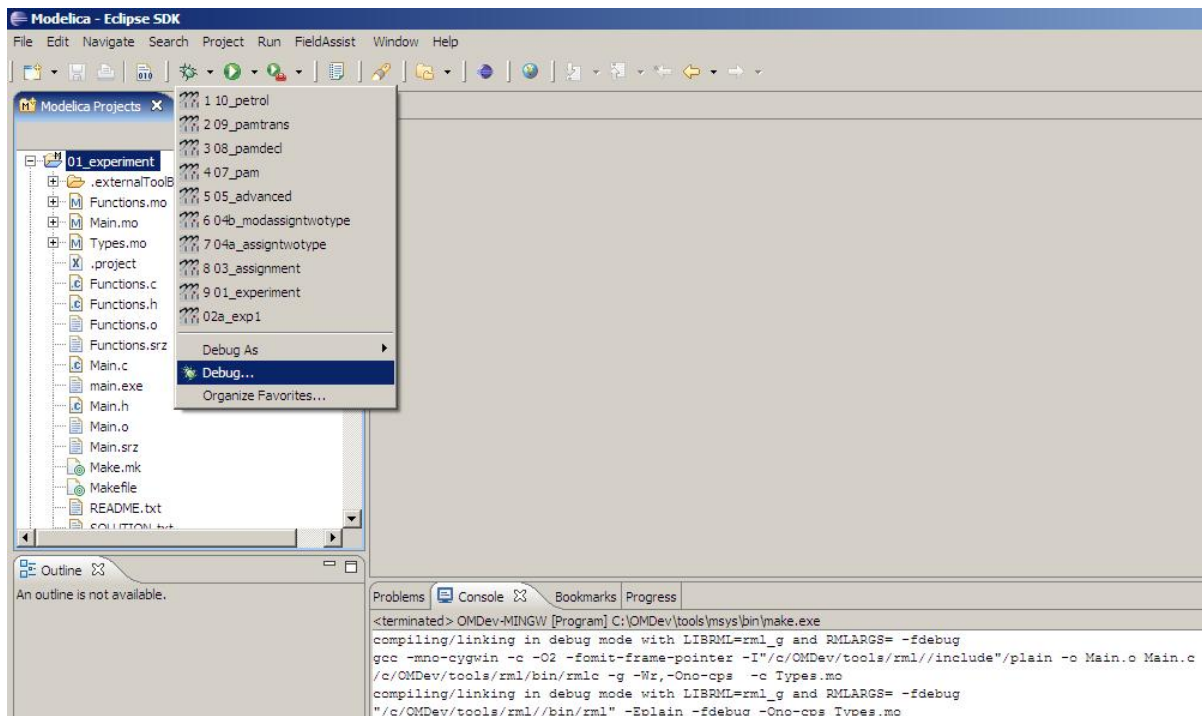 Modelica - Eclipse SDK
File Edit Navigate Search Project Run FieldAssist Window Help
Modelica Projects
1 10_petrol
2 09_pamtrans
3 08_pamdecl
4 07_pam
5 05_advanced
6 04b_modassigntwotype
7 04a_assigntwotype
8 03_assignment
9 01_experiment
02a_exp1
Debug As
Debug...
Organize Favorites...
01_experiment
.externalToolB
Functions.mo
Main.mo
Types.mo
.project
Functions.c
Functions.h
Functions.o
Functions.srz
Main.c
main.exe
Main.h
Main.o
Main.srz
Make.mk
Makefile
README.txt
SOLUTION.txt
Outline
An outline is not available.
Problems Console Bookmarks Progress
<terminated> OMDev-MINGW [Program] C:\OMDev\tools\msys\bin\make.exe
compiling/linking in debug mode with LIBRML=rml_g and RMLARGS= -fdebug
gcc -mno-cygwin -c -O2 -fomit-frame-pointer -I"/c/OMDev/tools/rml//include"/plain -o Main.o Main.c
/c/OMDev/tools/rml/bin/rmlc -g -Wr,-Ono-cps -c Types.mo
compiling/linking in debug mode with LIBRML=rml_g and RMLARGS= -fdebug
"/c/OMDev/tools/rml//bin/rml" -Eplain -fdebug -Ono-cps Types.mo